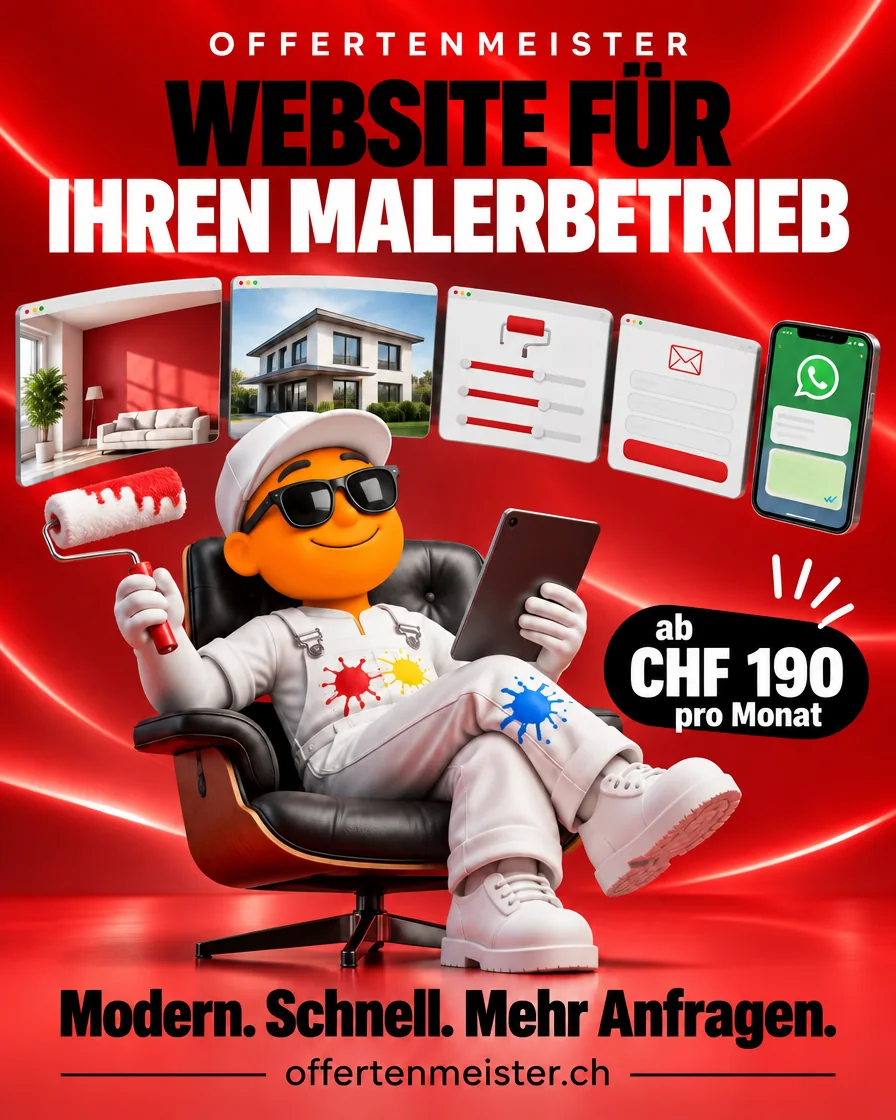 OFFERTENMEISTER
WEBSITE FÜR
IHREN MALERBETRIEB
ab
CHF 190
pro Monat
Modern. Schnell. Mehr Anfragen.
offertenmeister.ch